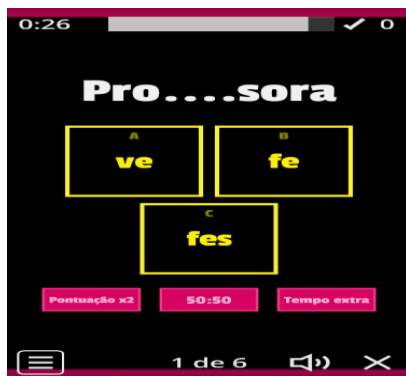 0:26 ✓ 0
Pro....sora
A B
ve fe
C
fes
Pontuação x2 50:50 Tempo extra
1 de 6